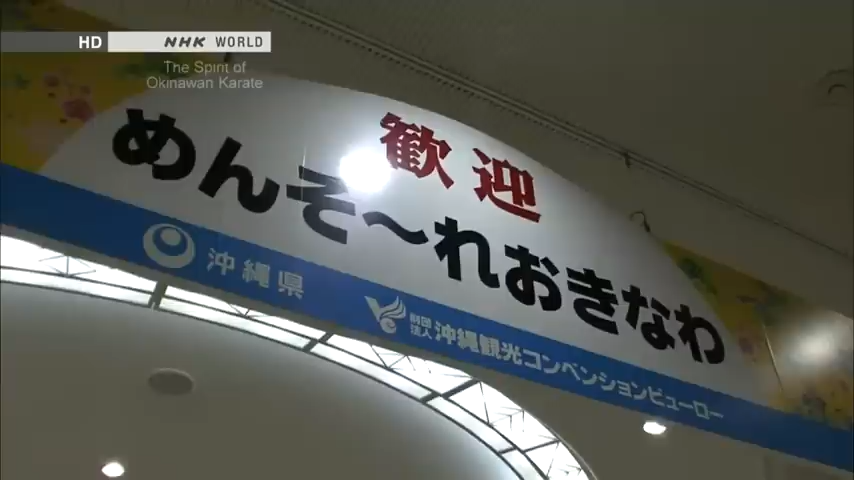 HD NHK WORLD
The Spirit of
Okinawan Karate
歓迎
めんそ～れおきなわ
沖縄県
財団
法人 沖縄観光コンベンションビューロー